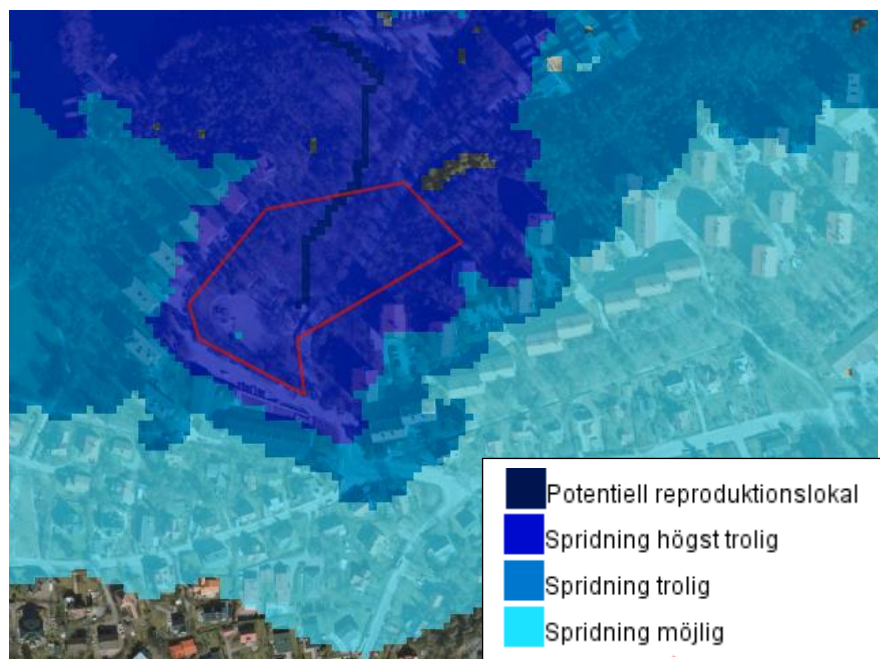 Potentiell reproduktionslokal
Spridning högst trolig
Spridning trolig
Spridning möjlig